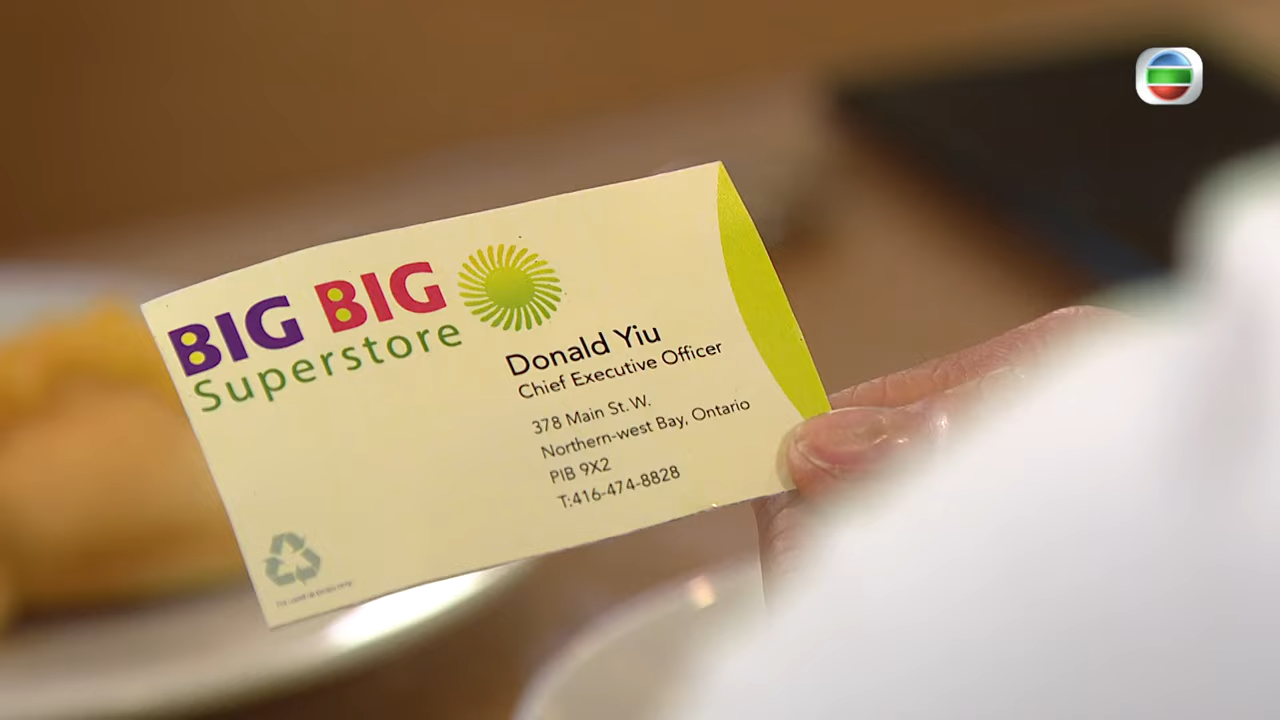 BIG BIG
Superstore
Donald Yiu
Chief Executive Officer
378 Main St. W.
Northern-west Bay, Ontario
PIB 9X2
T:416-474-8828